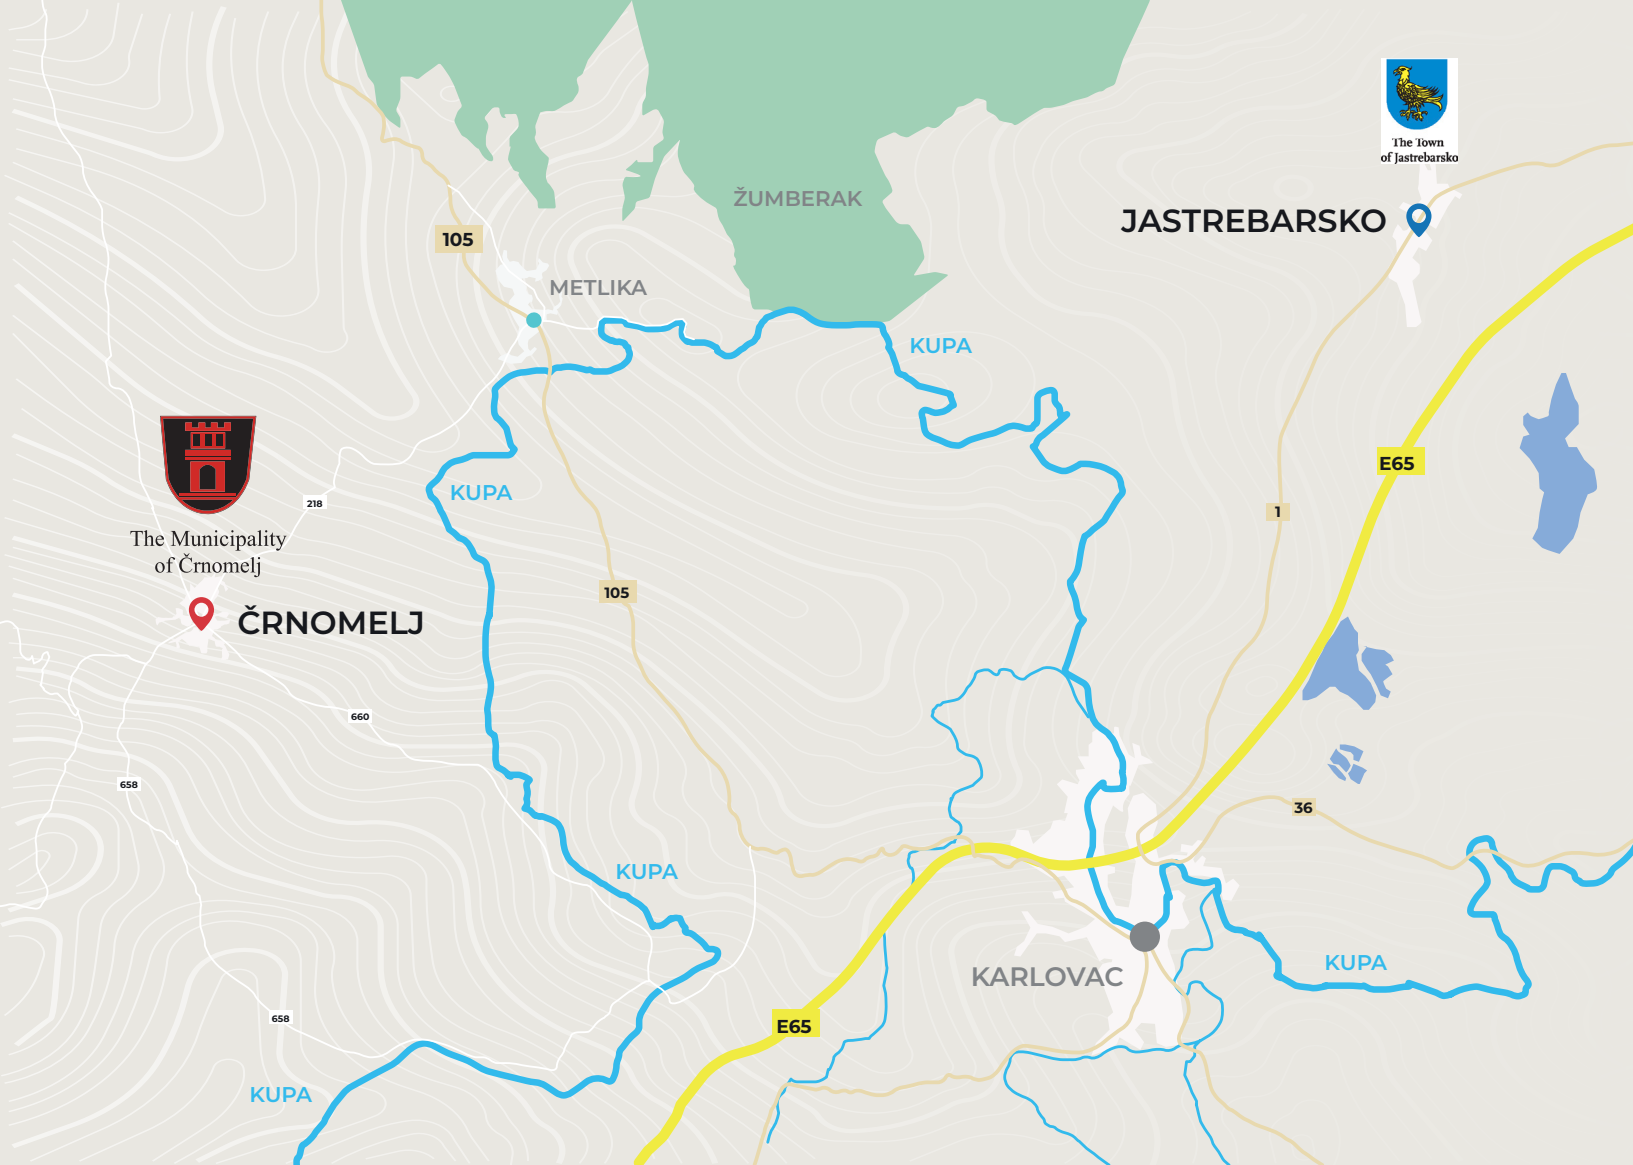 The Town
of Jastrebarsko
ŽUMBERAK
JASTREBARSKO
105
METLIKA
KUPA
E65
KUPA
218
1
The Municipality
of Črnomelj
105
ČRNOMELJ
660
658
36
KUPA
KUPA
KARLOVAC
658
E65
KUPA